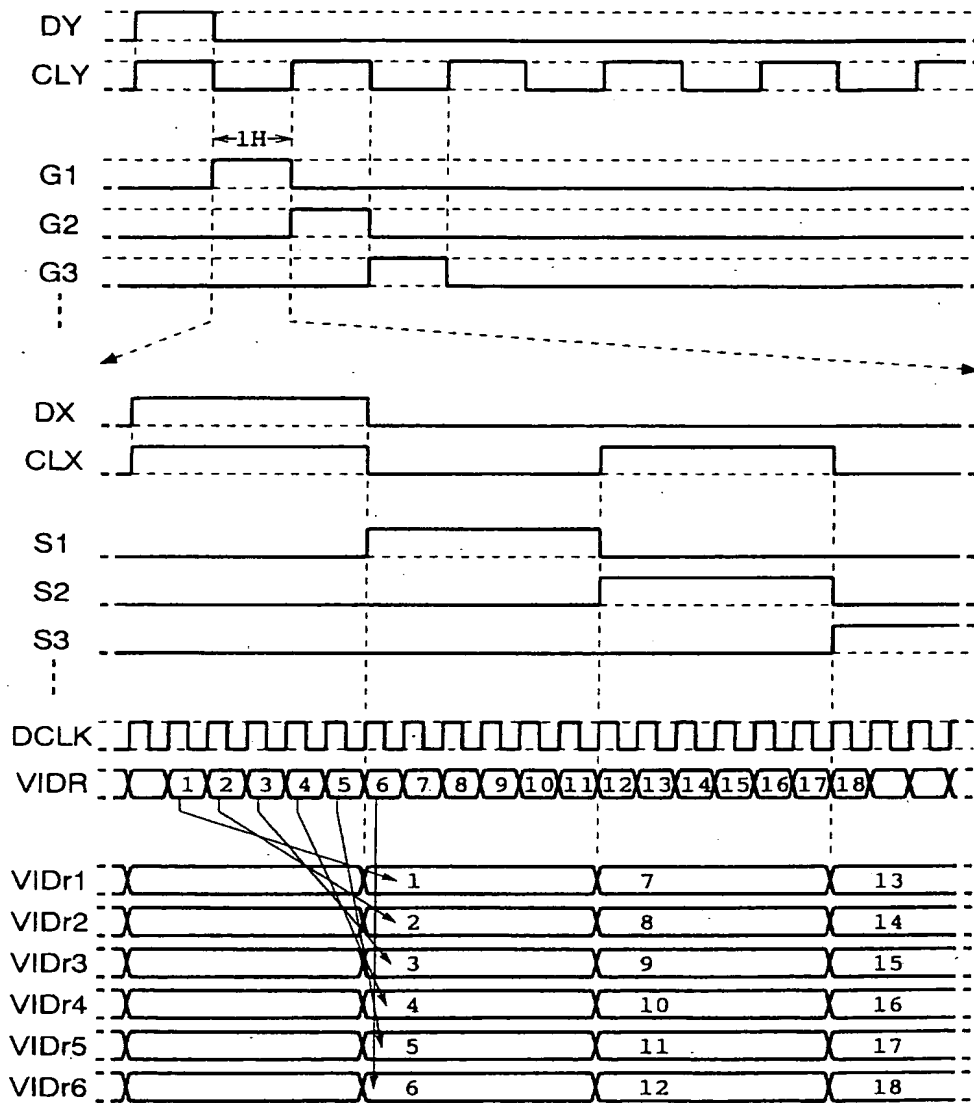 DY
CLY
1H
G1
G2
G3
DX
CLX
S1
S2
S3
DCLK
VIDR 1 2 3 4 5 6 7 8 9 10 11 12 13 14 15 16 17 18
VIDr1 1 7 13
VIDr2 2 8 14
VIDr3 3 9 15
VIDr4 4 10 16
VIDr5 5 11 17
VIDr6 6 12 18